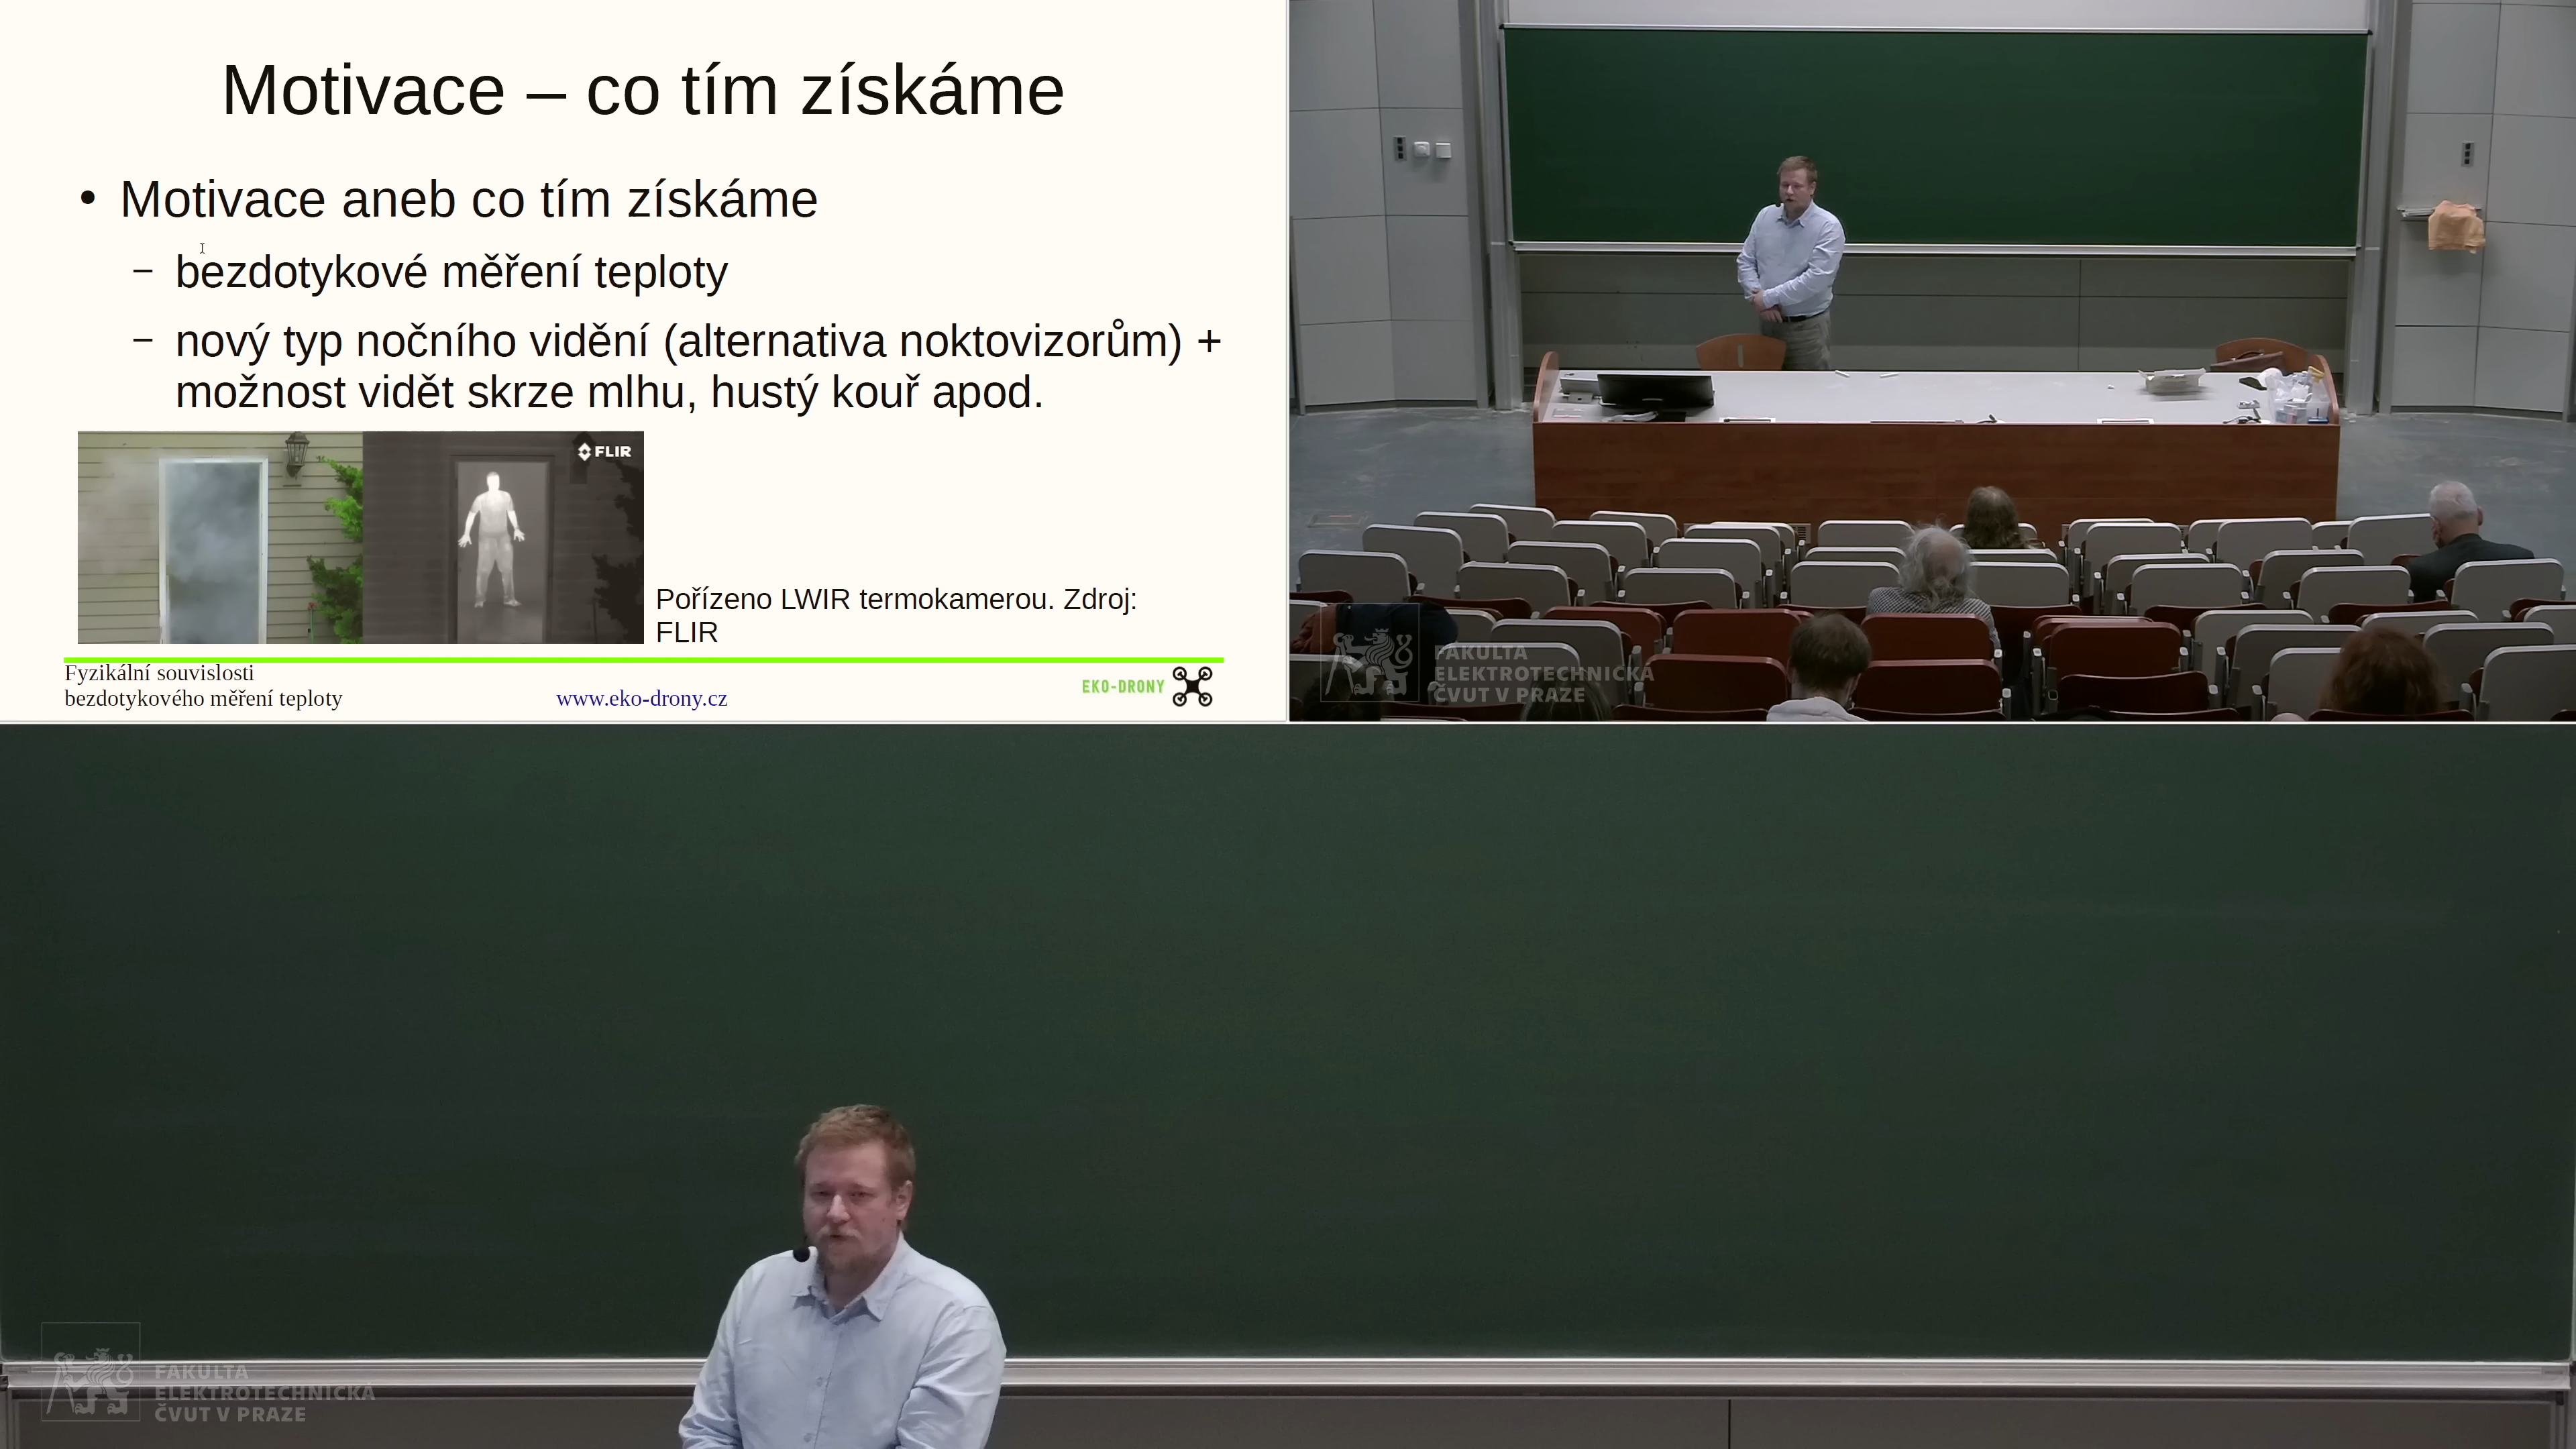 Motivace – co tím získáme
• Motivace aneb co tím získáme
– bezdotykové měření teploty
– nový typ nočního vidění (alternativa noktovizorům) +
možnost vidět skrze mlhu, hustý kouř apod.
FLIR
Pořízeno LWIR termokamerou. Zdroj:
FLIR
Fyzikální souvislosti
bezdotykového měření teploty
www.eko-drony.cz
EKO-DRONY
FAKULTA
ELEKTROTECHNICKÁ
ČVUT V PRAZE
FAKULTA
ELEKTROTECHNICKÁ
ČVUT V PRAZE